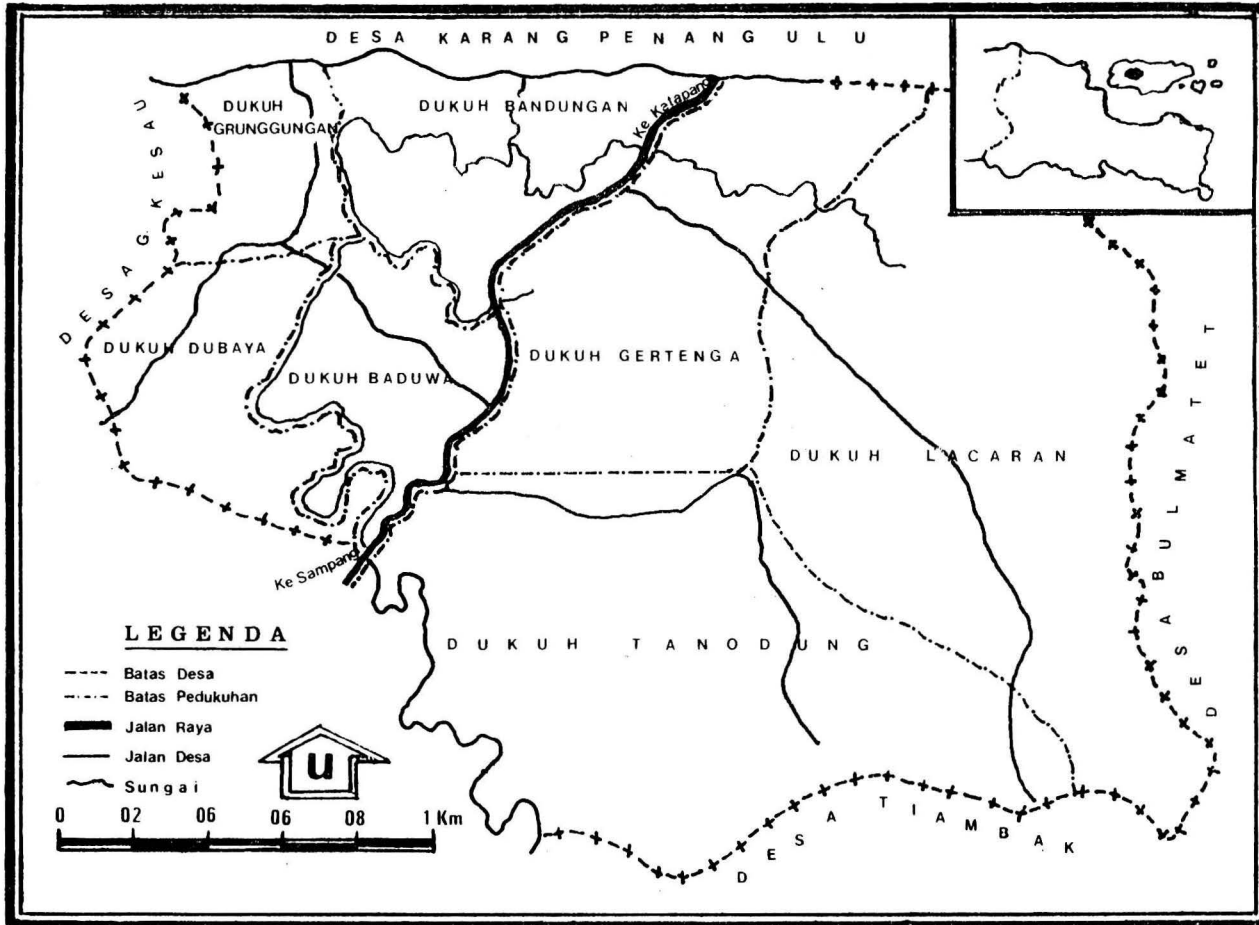 DESA KARANG PENANG ULU
DUKUH
GRUNGGUNGAN
DUKUH BANDUNGAN
Ke Katapang
DESA GKESAU
DUKUH DUBAYA
DUKUH BADUWA
DUKUH GERTENGA
DUKUH LACARAN
DESA BULMATET
Ke Sampang
DUKUH TANODUNG
DESA TIAMBAK
LEGENDA
Batas Desa
Batas Pedukuhan
Jalan Raya
Jalan Desa
Sungai
U
0 02 06 06 08 1 Km